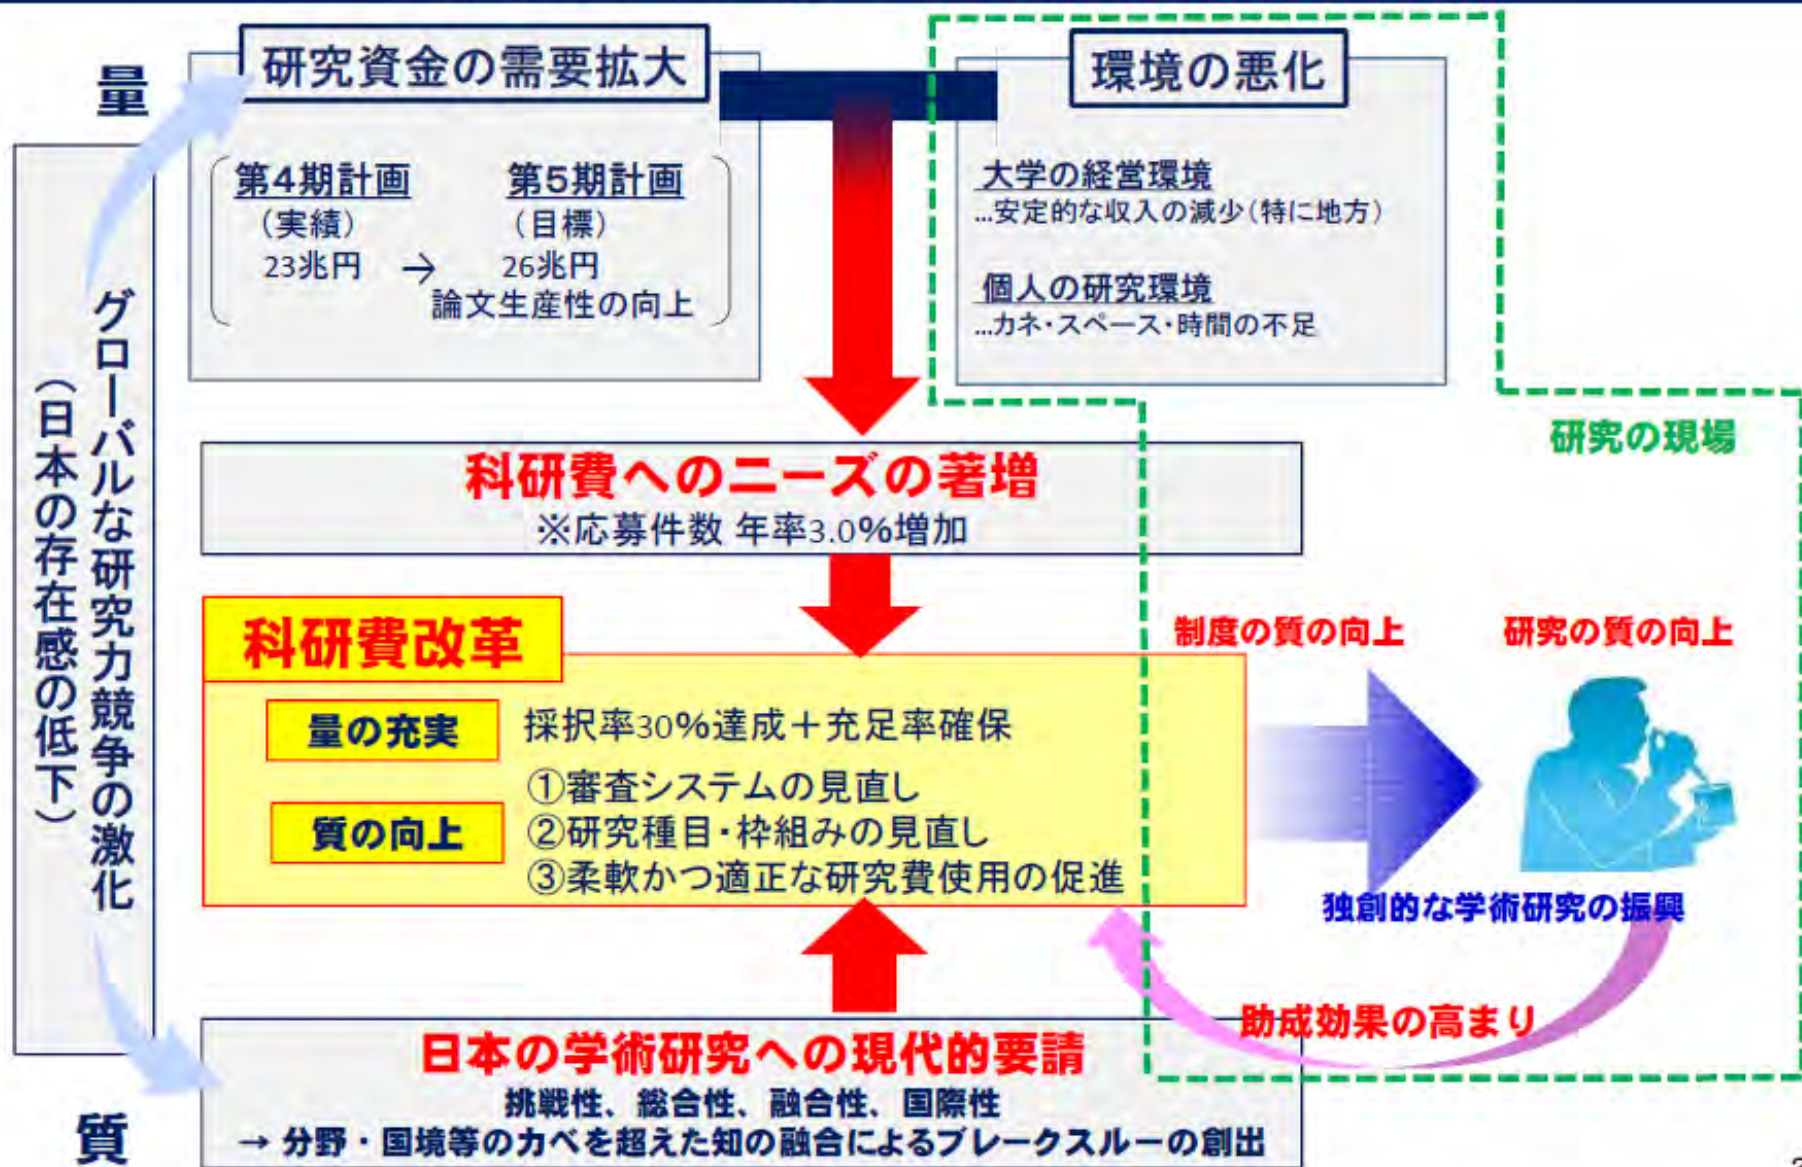 量
研究資金の需要拡大
第4期計画
(実績)
23兆円
→
第5期計画
(目標)
26兆円
論文生産性の向上
環境の悪化
大学の経営環境
…安定的な収入の減少(特に地方)
個人の研究環境
…カネ・スペース・時間の不足
グローバルな研究力競争の激化
(日本の存在感の低下)
研究の現場
科研費へのニーズの著増
※応募件数 年率3.0%増加
科研費改革
量の充実
採択率30%達成+充足率確保
質の向上
①審査システムの見直し
②研究種目・枠組みの見直し
③柔軟かつ適正な研究費使用の促進
制度の質の向上
研究の質の向上
独創的な学術研究の振興
助成効果の高まり
日本の学術研究への現代的要請
挑戦性、総合性、融合性、国際性
→ 分野・国境等のカベを超えた知の融合によるブレークスルーの創出
質